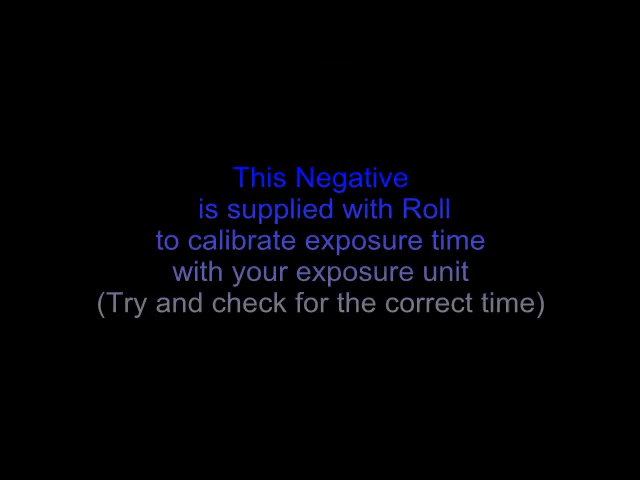 This Negative
is supplied with Roll
to calibrate exposure time
with your exposure unit
(Try and check for the correct time)